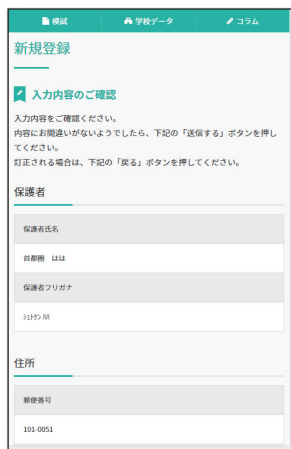 模試 学校データ コラム
新規登録
入力内容のご確認
入力内容をご確認ください。
内容にお間違いがないようでしたら、下記の「送信する」ボタンを押し
てください。
訂正される場合は、下記の「戻る」ボタンを押してください。
保護者
保護者氏名
首都圏 はは
保護者フリガナ
ｼｭﾄｹﾝ ﾊﾊ
住所
郵便番号
101-0051